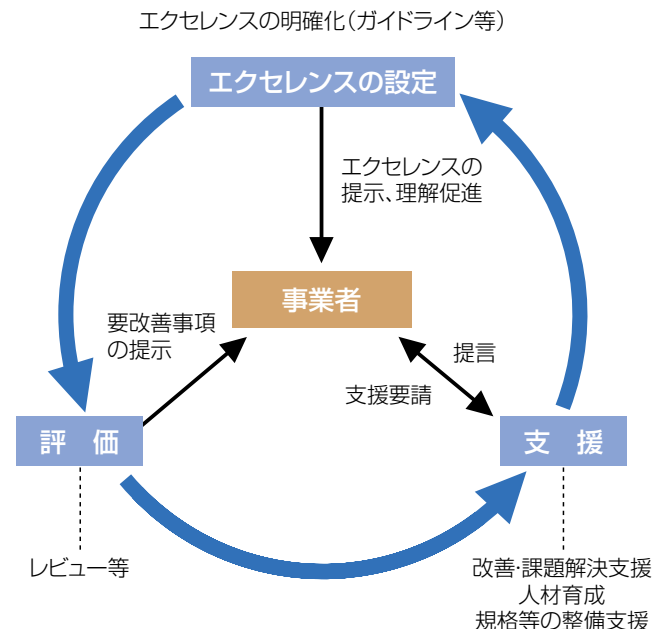 エクセレンスの明確化(ガイドライン等)
エクセレンスの設定
エクセレンスの
提示、理解促進
事業者
要改善事項
の提示
提言
支援要請
評 価
支 援
レビュー等
改善・課題解決支援
人材育成
規格等の整備支援